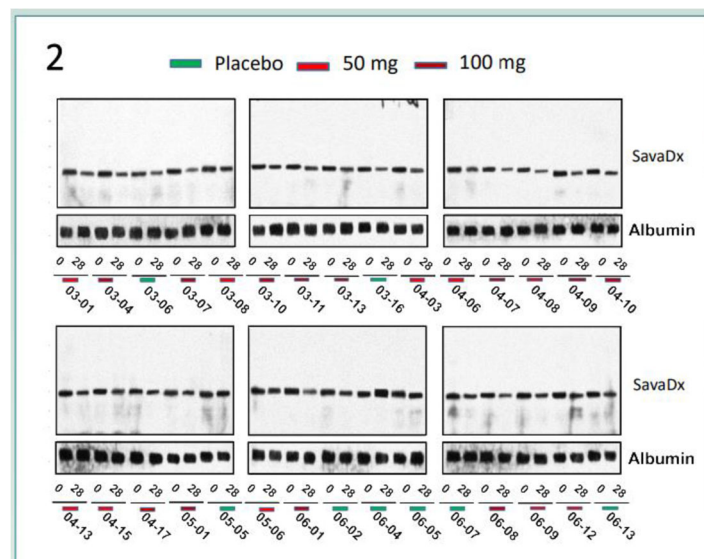 2
Placebo 50 mg 100 mg
SavaDx
Albumin
0 28 0 28 0 28 0 28 0 28 0 28 0 28 0 28 0 28 0 28 0 28 0 28 0 28 0 28 0 28
03-01 03-04 03-06 03-07 03-08 03-10 03-11 03-13 03-16 04-03 04-06 04-07 04-08 04-09 04-10
SavaDx
Albumin
0 28 0 28 0 28 0 28 0 28 0 28 0 28 0 28 0 28 0 28 0 28 0 28 0 28 0 28 0 28
04-13 04-15 04-17 05-01 05-05 05-06 06-01 06-02 06-04 06-05 06-07 06-08 06-09 06-12 06-13